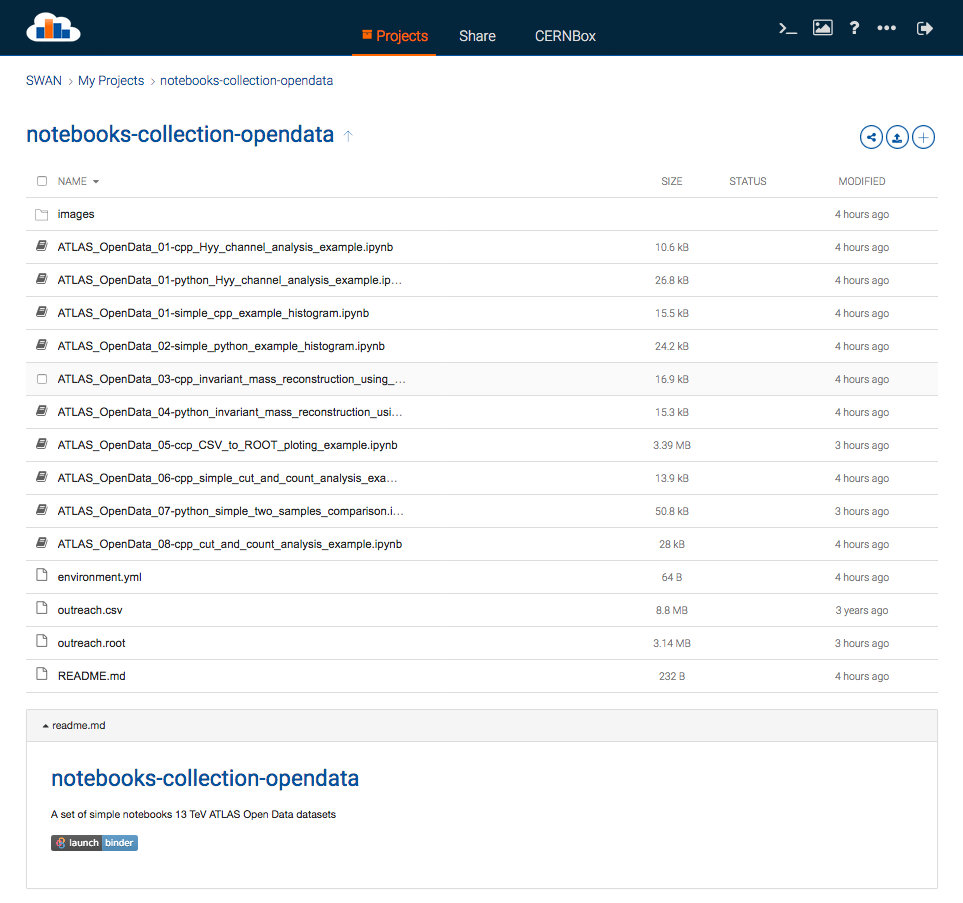 Projects Share CERNBox >_ ? •••
SWAN > My Projects > notebooks-collection-opendata
notebooks-collection-opendata ↑
NAME SIZE STATUS MODIFIED
images 4 hours ago
ATLAS_OpenData_01-cpp_Hyy_channel_analysis_example.ipynb 10.6 kB 4 hours ago
ATLAS_OpenData_01-python_Hyy_channel_analysis_example.ip… 26.8 kB 4 hours ago
ATLAS_OpenData_01-simple_cpp_example_histogram.ipynb 15.5 kB 4 hours ago
ATLAS_OpenData_02-simple_python_example_histogram.ipynb 24.2 kB 4 hours ago
ATLAS_OpenData_03-cpp_invariant_mass_reconstruction_using_… 16.9 kB 4 hours ago
ATLAS_OpenData_04-python_invariant_mass_reconstruction_usi… 15.3 kB 4 hours ago
ATLAS_OpenData_05-ccp_CSV_to_ROOT_ploting_example.ipynb 3.39 MB 3 hours ago
ATLAS_OpenData_06-cpp_simple_cut_and_count_analysis_exa… 13.9 kB 4 hours ago
ATLAS_OpenData_07-python_simple_two_samples_comparison.i… 50.8 kB 3 hours ago
ATLAS_OpenData_08-cpp_cut_and_count_analysis_example.ipynb 28 kB 4 hours ago
environment.yml 64 B 4 hours ago
outreach.csv 8.8 MB 3 years ago
outreach.root 3.14 MB 3 hours ago
README.md 232 B 4 hours ago
readme.md
notebooks-collection-opendata
A set of simple notebooks 13 TeV ATLAS Open Data datasets
launch binder